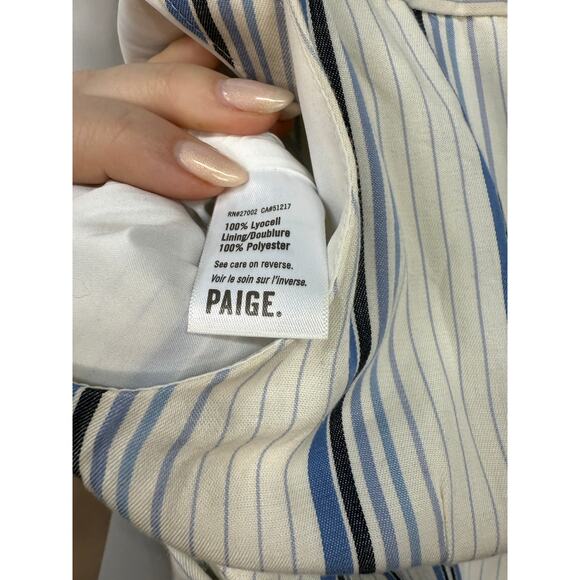 RN#27002 CA#51217
100% Lyocell
Lining/Doublure
100% Polyester
See care on reverse.
Voir le soin sur l'inverse.
PAIGE®